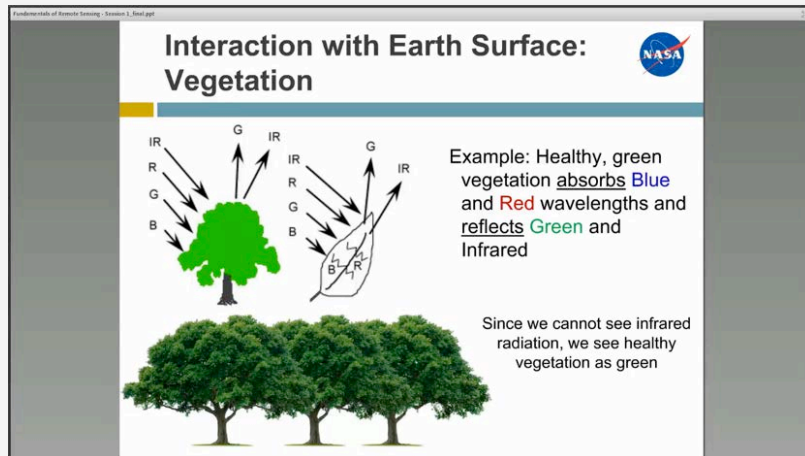 Fundamentals of Remote Sensing - Session 1_final.ppt
Interaction with Earth Surface:
Vegetation
NASA
IR
R
G
B
G
IR
IR
R
G
B
G
IR
B
R
Example: Healthy, green
vegetation absorbs Blue
and Red wavelengths and
reflects Green and
Infrared
Since we cannot see infrared
radiation, we see healthy
vegetation as green